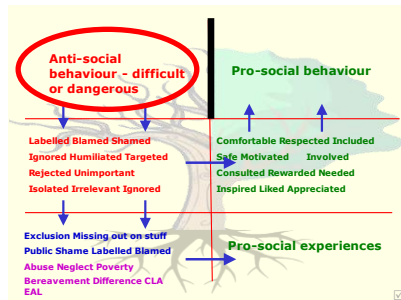 Anti-social
behaviour – difficult
or dangerous
Pro-social behaviour
Labelled Blamed Shamed
Ignored Humiliated Targeted
Rejected Unimportant
Isolated Irrelevant Ignored
Comfortable Respected Included
Safe Motivated Involved
Consulted Rewarded Needed
Inspired Liked Appreciated
Exclusion Missing out on stuff
Public Shame Labelled Blamed
Abuse Neglect Poverty
Bereavement Difference CLA
EAL
Pro-social experiences